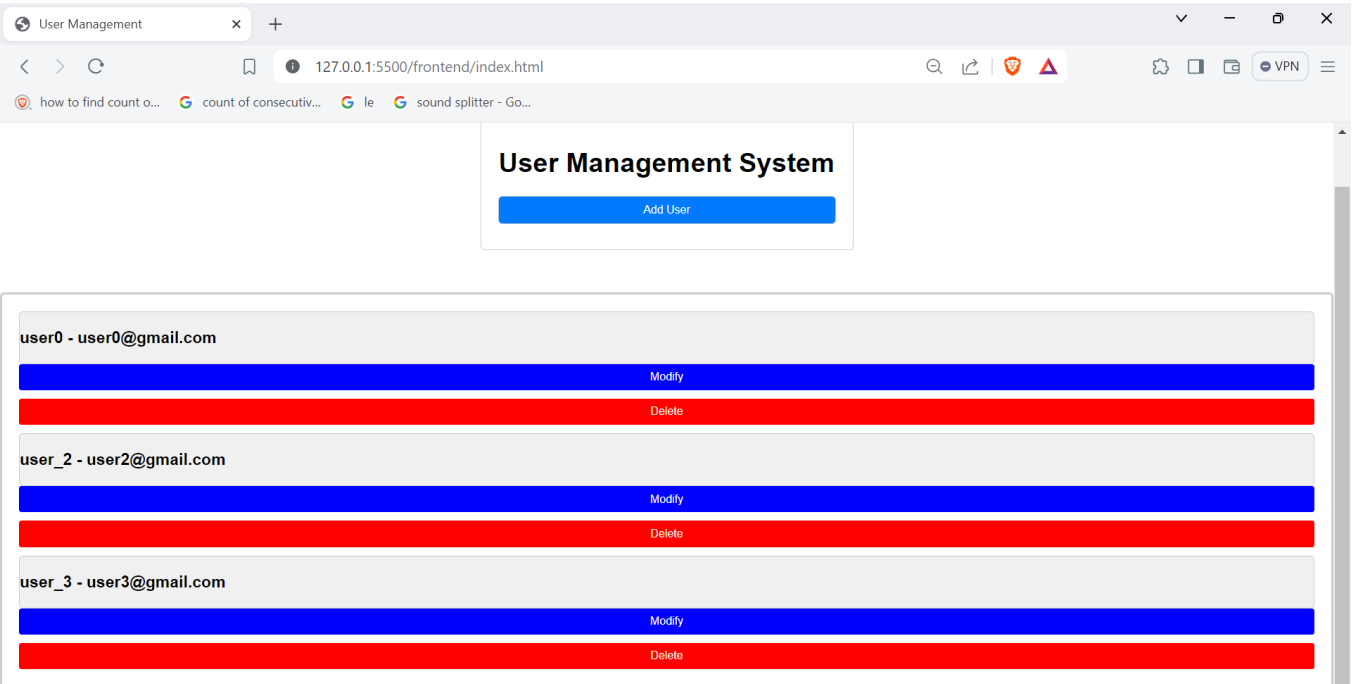 User Management
127.0.0.1:5500/frontend/index.html
VPN
how to find count o...
count of consecutiv...
le
sound splitter - Go...
User Management System
Add User
user0 - user0@gmail.com
Modify
Delete
user_2 - user2@gmail.com
Modify
Delete
user_3 - user3@gmail.com
Modify
Delete